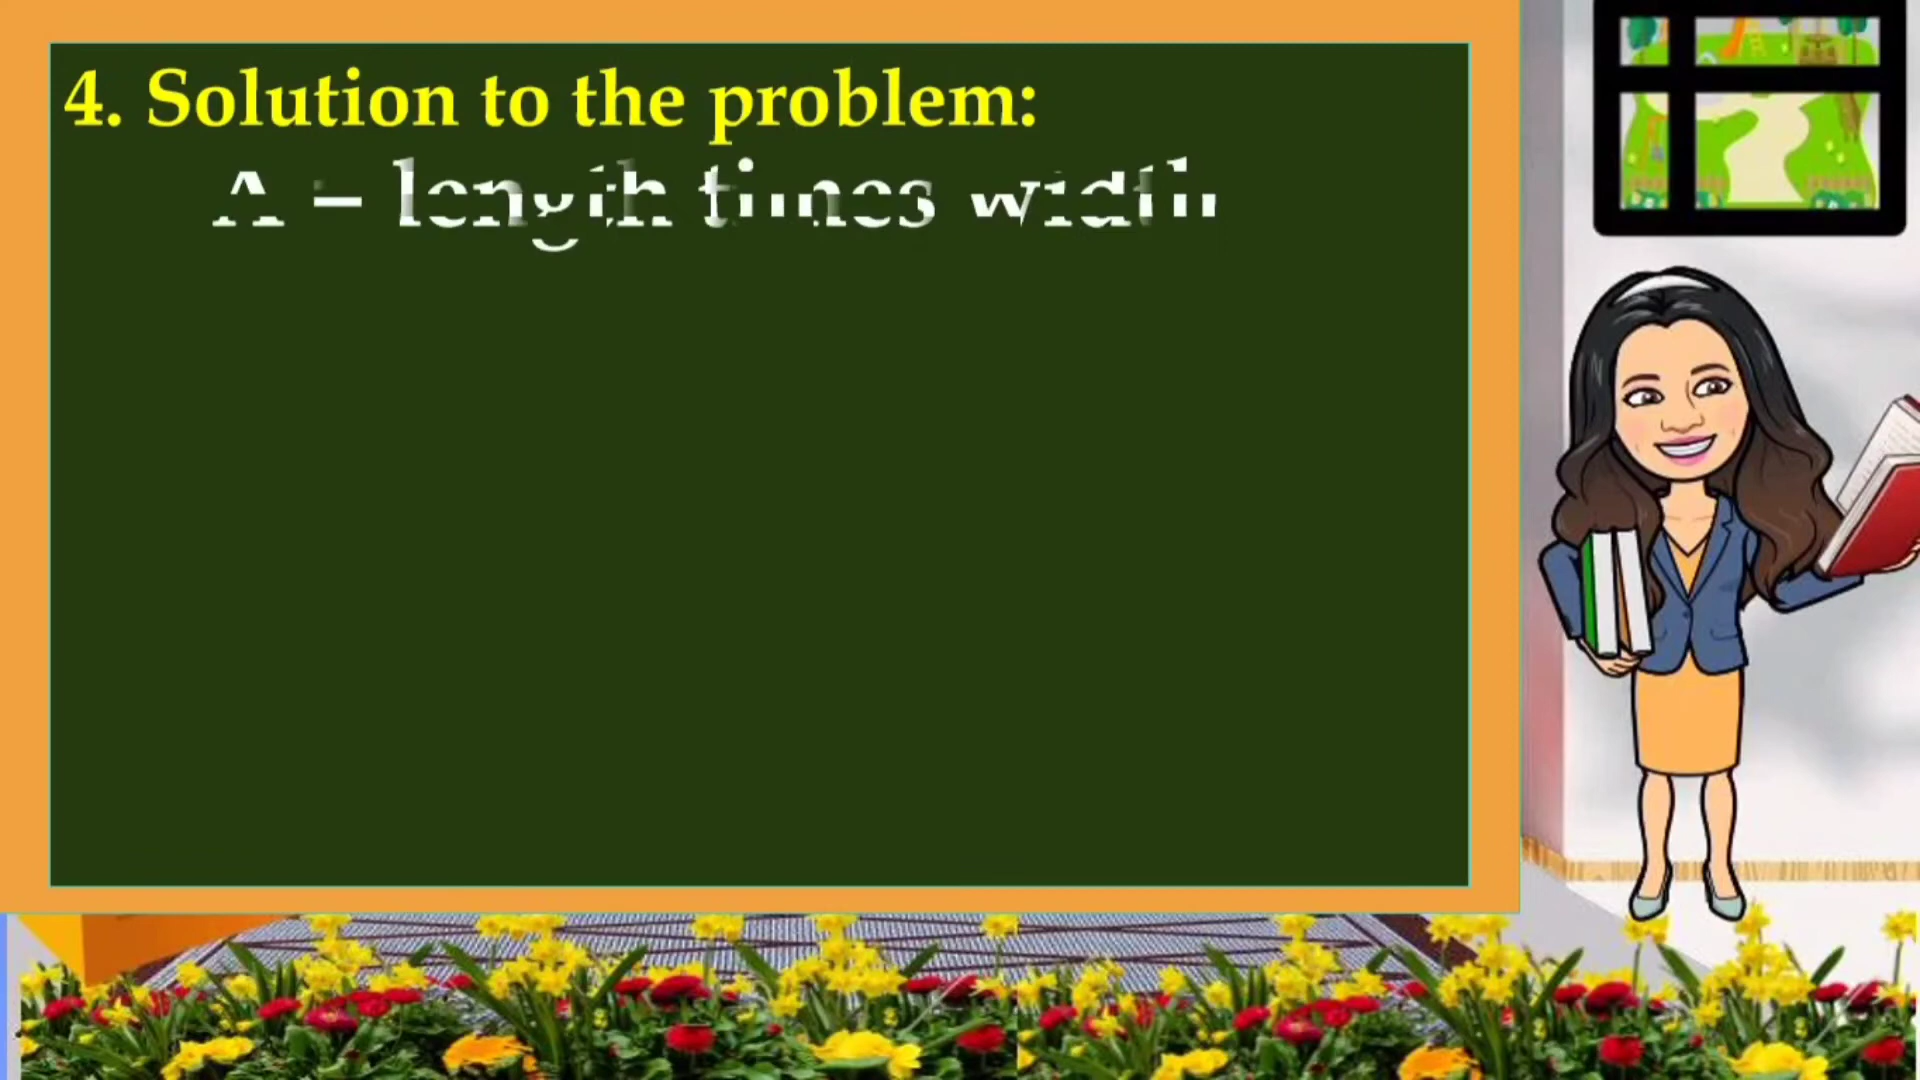 4. Solution to the problem:
A = length times width